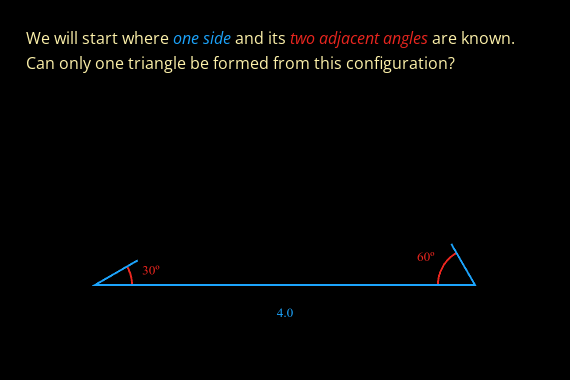 We will start where one side and its two adjacent angles are known.
Can only one triangle be formed from this configuration?
60º
30º
4.0